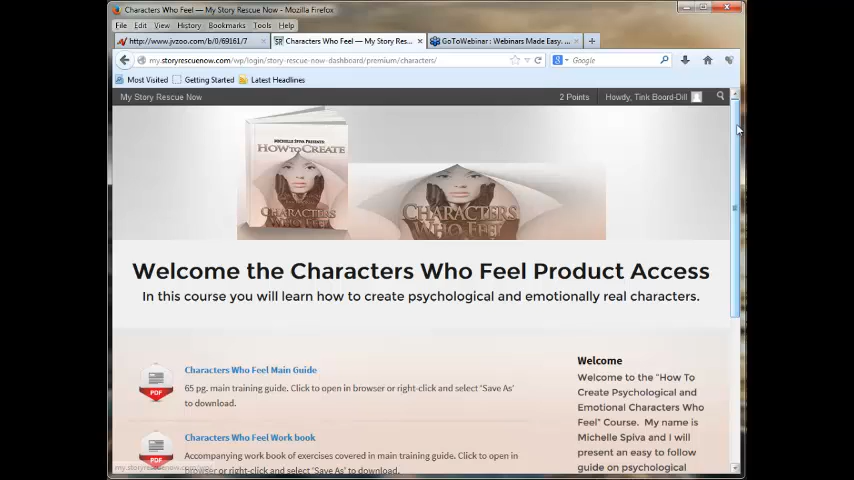 Characters Who Feel — My Story Rescue Now - Mozilla Firefox
File Edit View History Bookmarks Tools Help
http://www.jvzoo.com/b/0/69161/7
Characters Who Feel — My Story Res...
GoToWebinar : Webinars Made Easy. ...
my.storyrescuenow.com/wp/login/story-rescue-now-dashboard/premium/characters/
Google
Most Visited Getting Started Latest Headlines
My Story Rescue Now 2 Points Howdy, Tink Boord-Dill
MICHELLE SPIVA PRESENTS:
HOW TO CREATE
CHARACTERS
WHO FEEL
CHARACTERS
WHO FEEL
Welcome the Characters Who Feel Product Access
In this course you will learn how to create psychological and emotionally real characters.
Characters Who Feel Main Guide
65 pg. main training guide. Click to open in browser or right-click and select 'Save As'
to download.
PDF
Characters Who Feel Work book
Accompanying work book of exercises covered in main training guide. Click to open in
browser or right-click and select 'Save As' to download.
PDF
Welcome
Welcome to the "How To
Create Psychological and
Emotional Characters Who
Feel" Course. My name is
Michelle Spiva and I will
present an easy to follow
guide on psychological